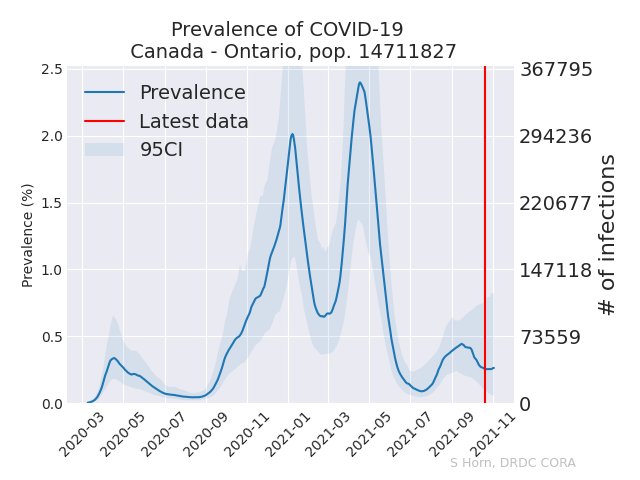 Prevalence of COVID-19
Canada - Ontario, pop. 14711827
Prevalence
Latest data
95CI
Prevalence (%)
2.5
2.0
1.5
1.0
0.5
0.0
367795
294236
220677
147118
73559
0
# of infections
2020-03
2020-05
2020-07
2020-09
2020-11
2021-01
2021-03
2021-05
2021-07
2021-09
2021-11
S Horn, DRDC CORA